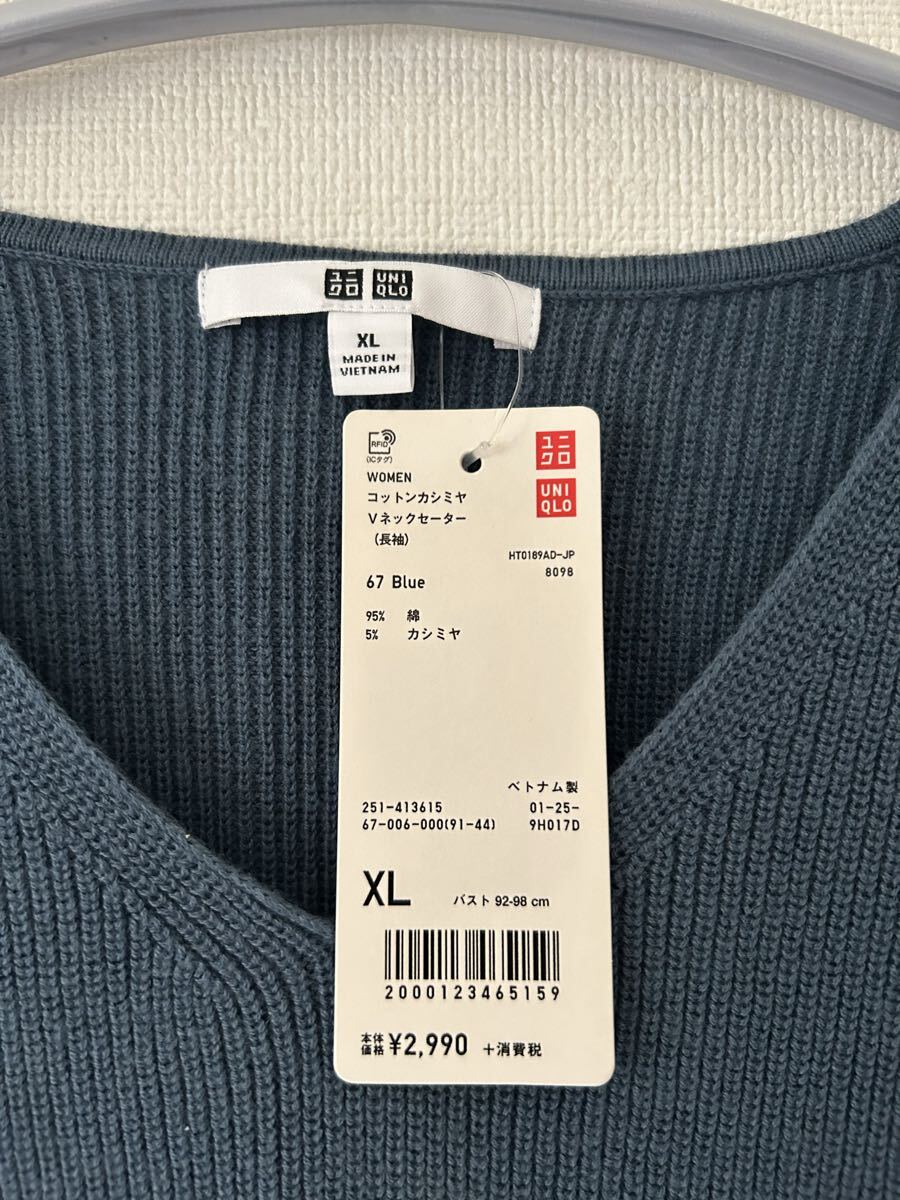 ユニ UNI
クロ QLO
XL
MADE IN
VIETNAM
RFID
(ICタグ)
ユニ
クロ
UNI
QLO
WOMEN
コットンカシミヤ
Vネックセーター
(長袖)
HT0189AD-JP
8098
67 Blue
95% 綿
5% カシミヤ
ベトナム製
251-413615 01-25-
67-006-000(91-44) 9H017D
XL バスト 92-98 cm
2000123465159
本体価格 ¥2,990 +消費税